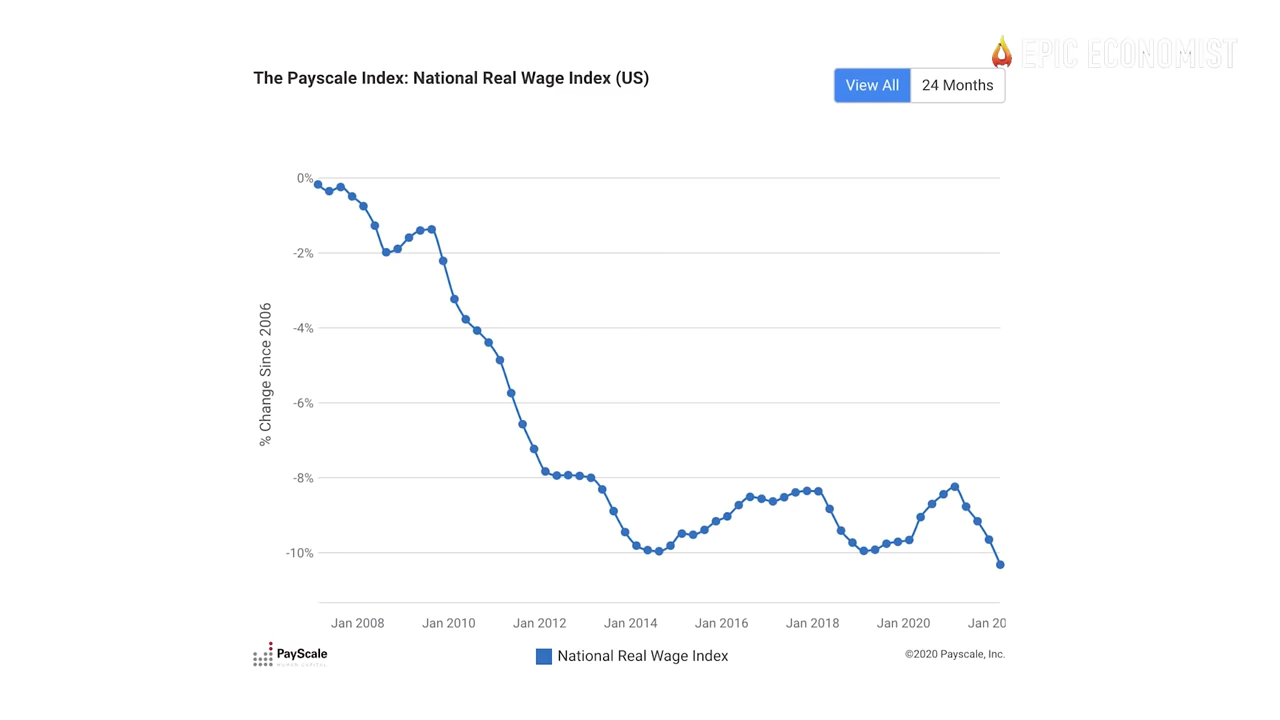 EPIC ECONOMIST
The Payscale Index: National Real Wage Index (US)
View All
24 Months
% Change Since 2006
0%
-2%
-4%
-6%
-8%
-10%
Jan 2008
Jan 2010
Jan 2012
Jan 2014
Jan 2016
Jan 2018
Jan 2020
Jan 20
PayScale
HUMAN CAPITAL
National Real Wage Index
©2020 Payscale, Inc.